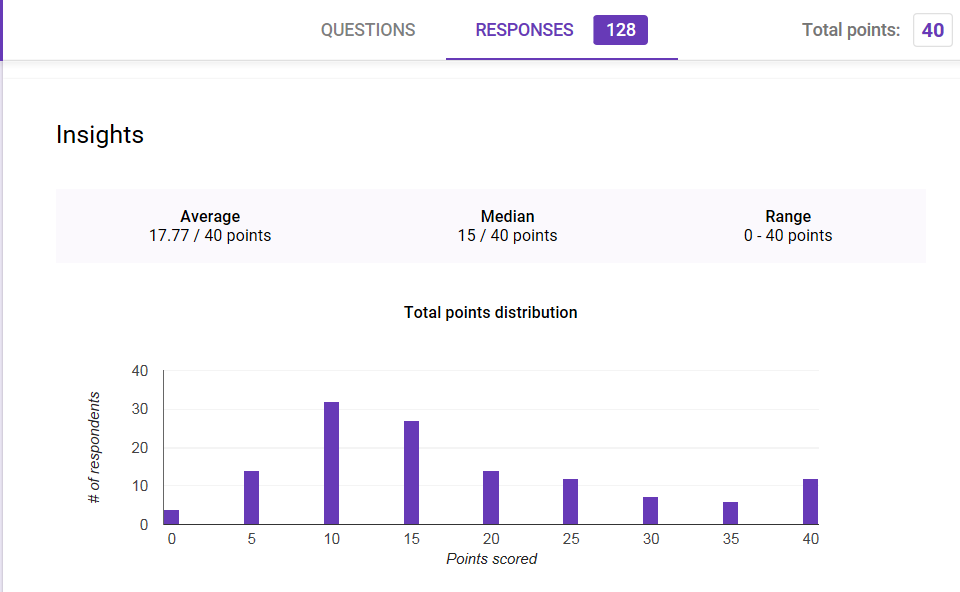 QUESTIONS RESPONSES 128 Total points: 40
Insights
Average Median Range
17.77 / 40 points 15 / 40 points 0 - 40 points
Total points distribution
# of respondents
40
30
20
10
0
0 5 10 15 20 25 30 35 40
Points scored